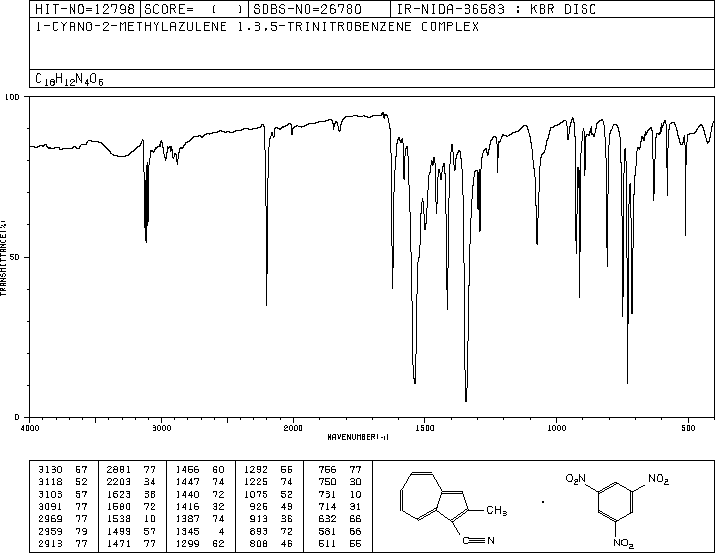 HIT-NO=12798 SCORE= ( ) SDBS-NO=26780 IR-NIDA-36583 : KBR DISC
1-CYANO-2-METHYLAZULENE 1,3,5-TRINITROBENZENE COMPLEX
C18H12N4O6
100
TRANSMITTANCE(%)
50
0
4000 3000 2000 1500 1000 500
WAVENUMBER(-1)
3130 57 2881 77 1456 60 1292 56 766 77
3118 52 2203 34 1447 74 1225 74 750 30
3103 57 1623 38 1440 72 1075 52 731 10
3091 77 1580 72 1416 32 926 49 714 31
2969 77 1538 10 1387 74 913 36 632 66
2959 79 1499 57 1345 4 893 72 581 66
2913 77 1471 77 1299 62 808 46 511 55
O2N NO2
CH3
·
C≡N
NO2